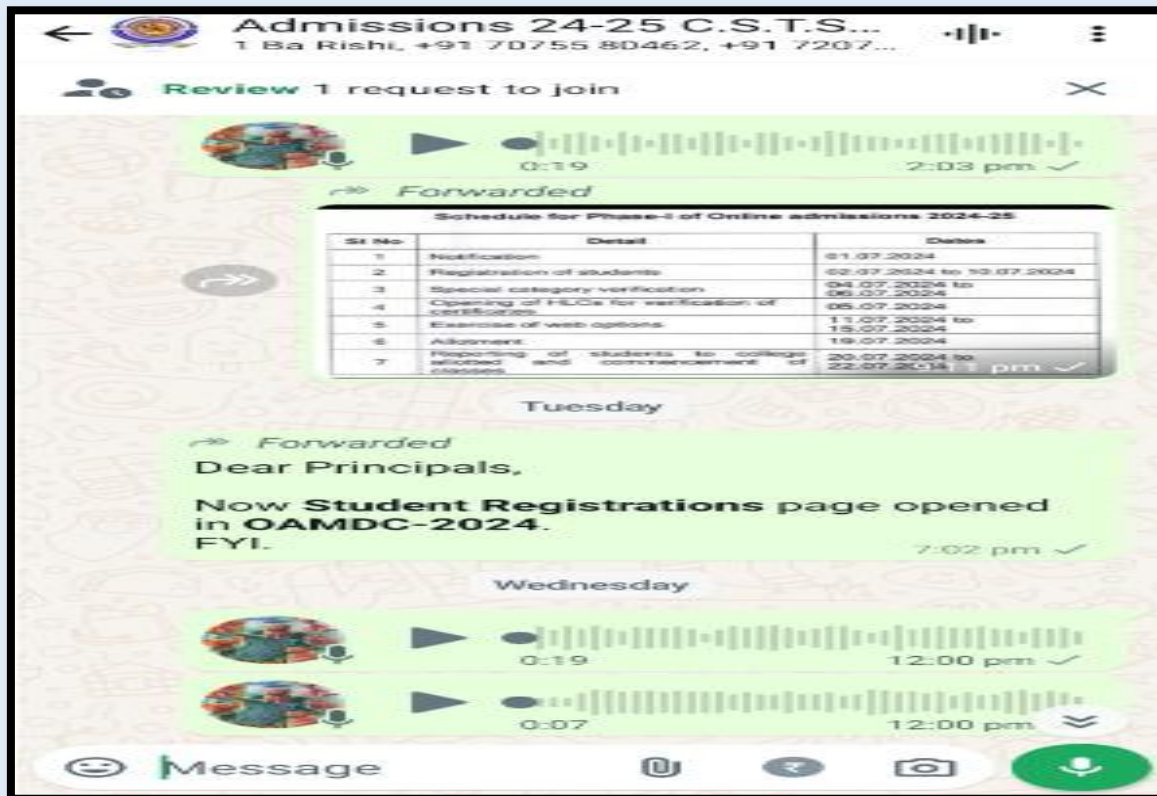 Admissions 24-25 C.S.T.S...
1 Ba Rishi, +91 70755 80462, +91 7207...
Review 1 request to join
0:19 2:03 pm
Forwarded
Schedule for Phase-I of Online admissions 2024-25
Sl No Detail Dates
1 Notification 01.07.2024
2 Registration of students 02.07.2024 to 10.07.2024
3 Special category verification 04.07.2024 to
06.07.2024
4 Opening of HLCs for verification of
certificates 05.07.2024
5 Exercise of web options 11.07.2024 to
15.07.2024
6 Allotment 19.07.2024
7 Reporting of students to college
allotted and commencement of
classes 20.07.2024 to
22.07.2024
pm
Tuesday
Forwarded
Dear Principals,
Now Student Registrations page opened
in OAMDC-2024.
FYI.
7:02 pm
Wednesday
0:19 12:00 pm
0:07 12:00 pm
Message
₹